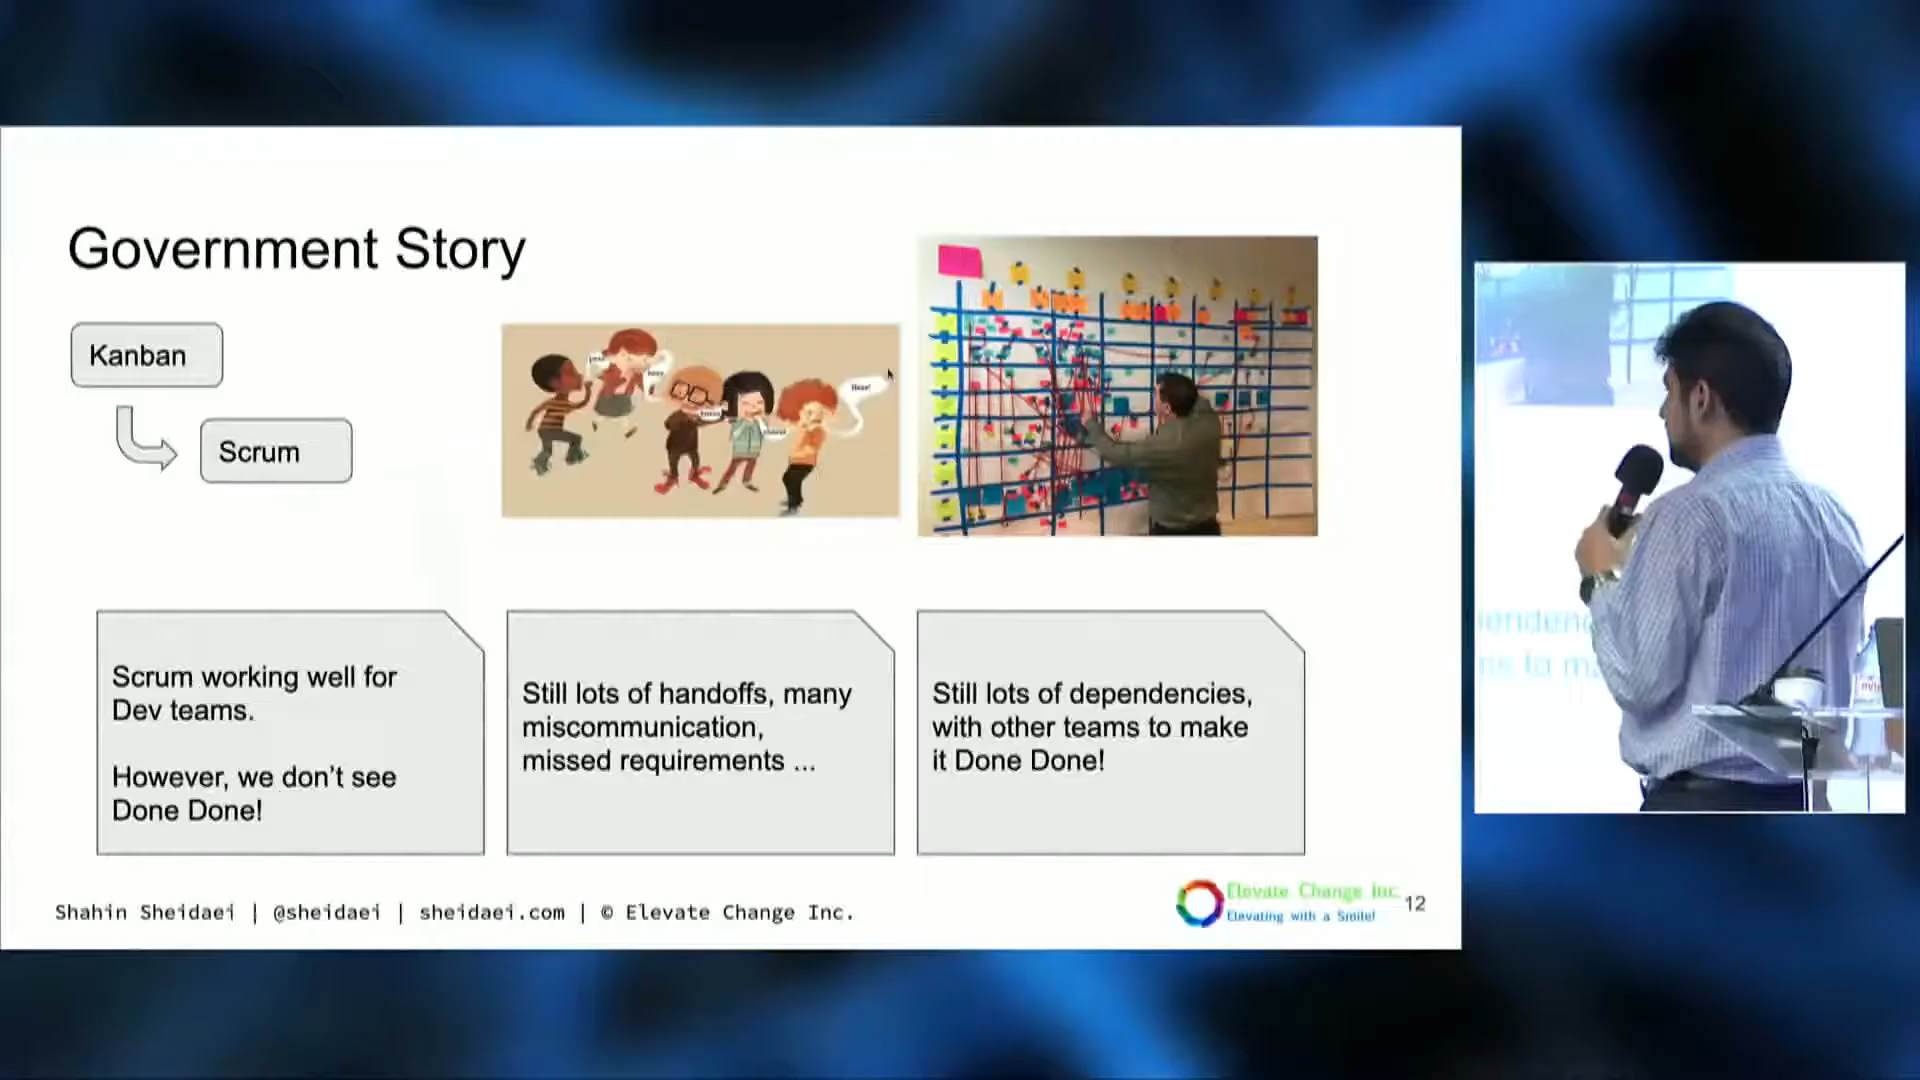 Government Story
Kanban
Scrum
Scrum working well for
Dev teams.
However, we don't see
Done Done!
Still lots of handoffs, many
miscommunication,
missed requirements ...
Still lots of dependencies,
with other teams to make
it Done Done!
Shahin Sheidaei | @sheidaei | sheidaei.com | © Elevate Change Inc.
Elevate Change Inc.
Elevating with a Smile!
12